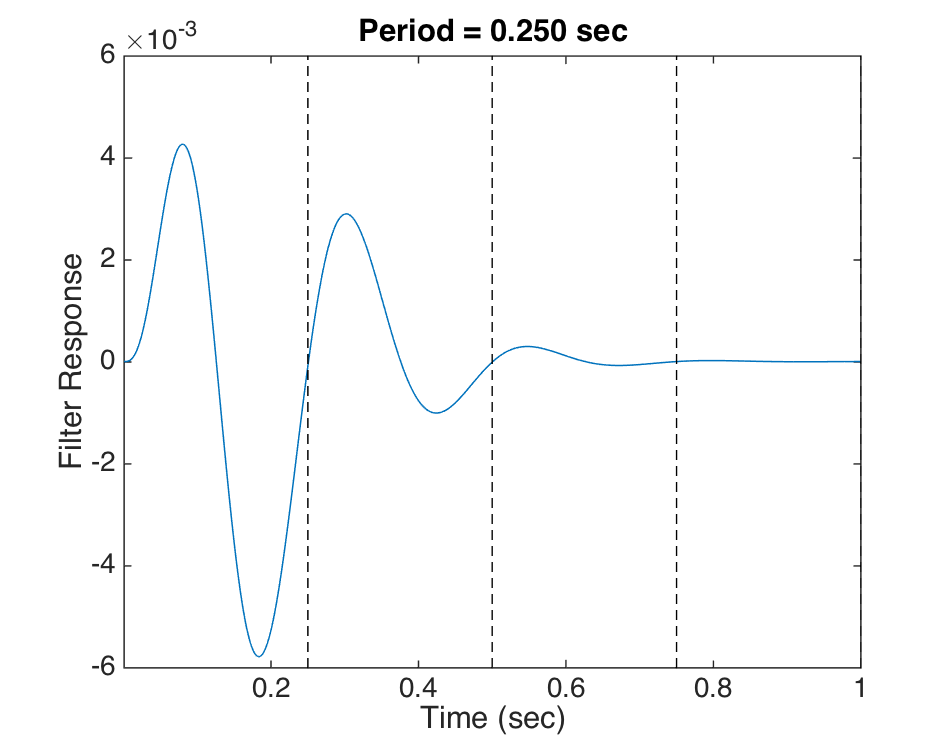 Period = 0.250 sec
×10⁻³
6
4
2
0
-2
-4
-6
Filter Response
0.2 0.4 0.6 0.8 1
Time (sec)